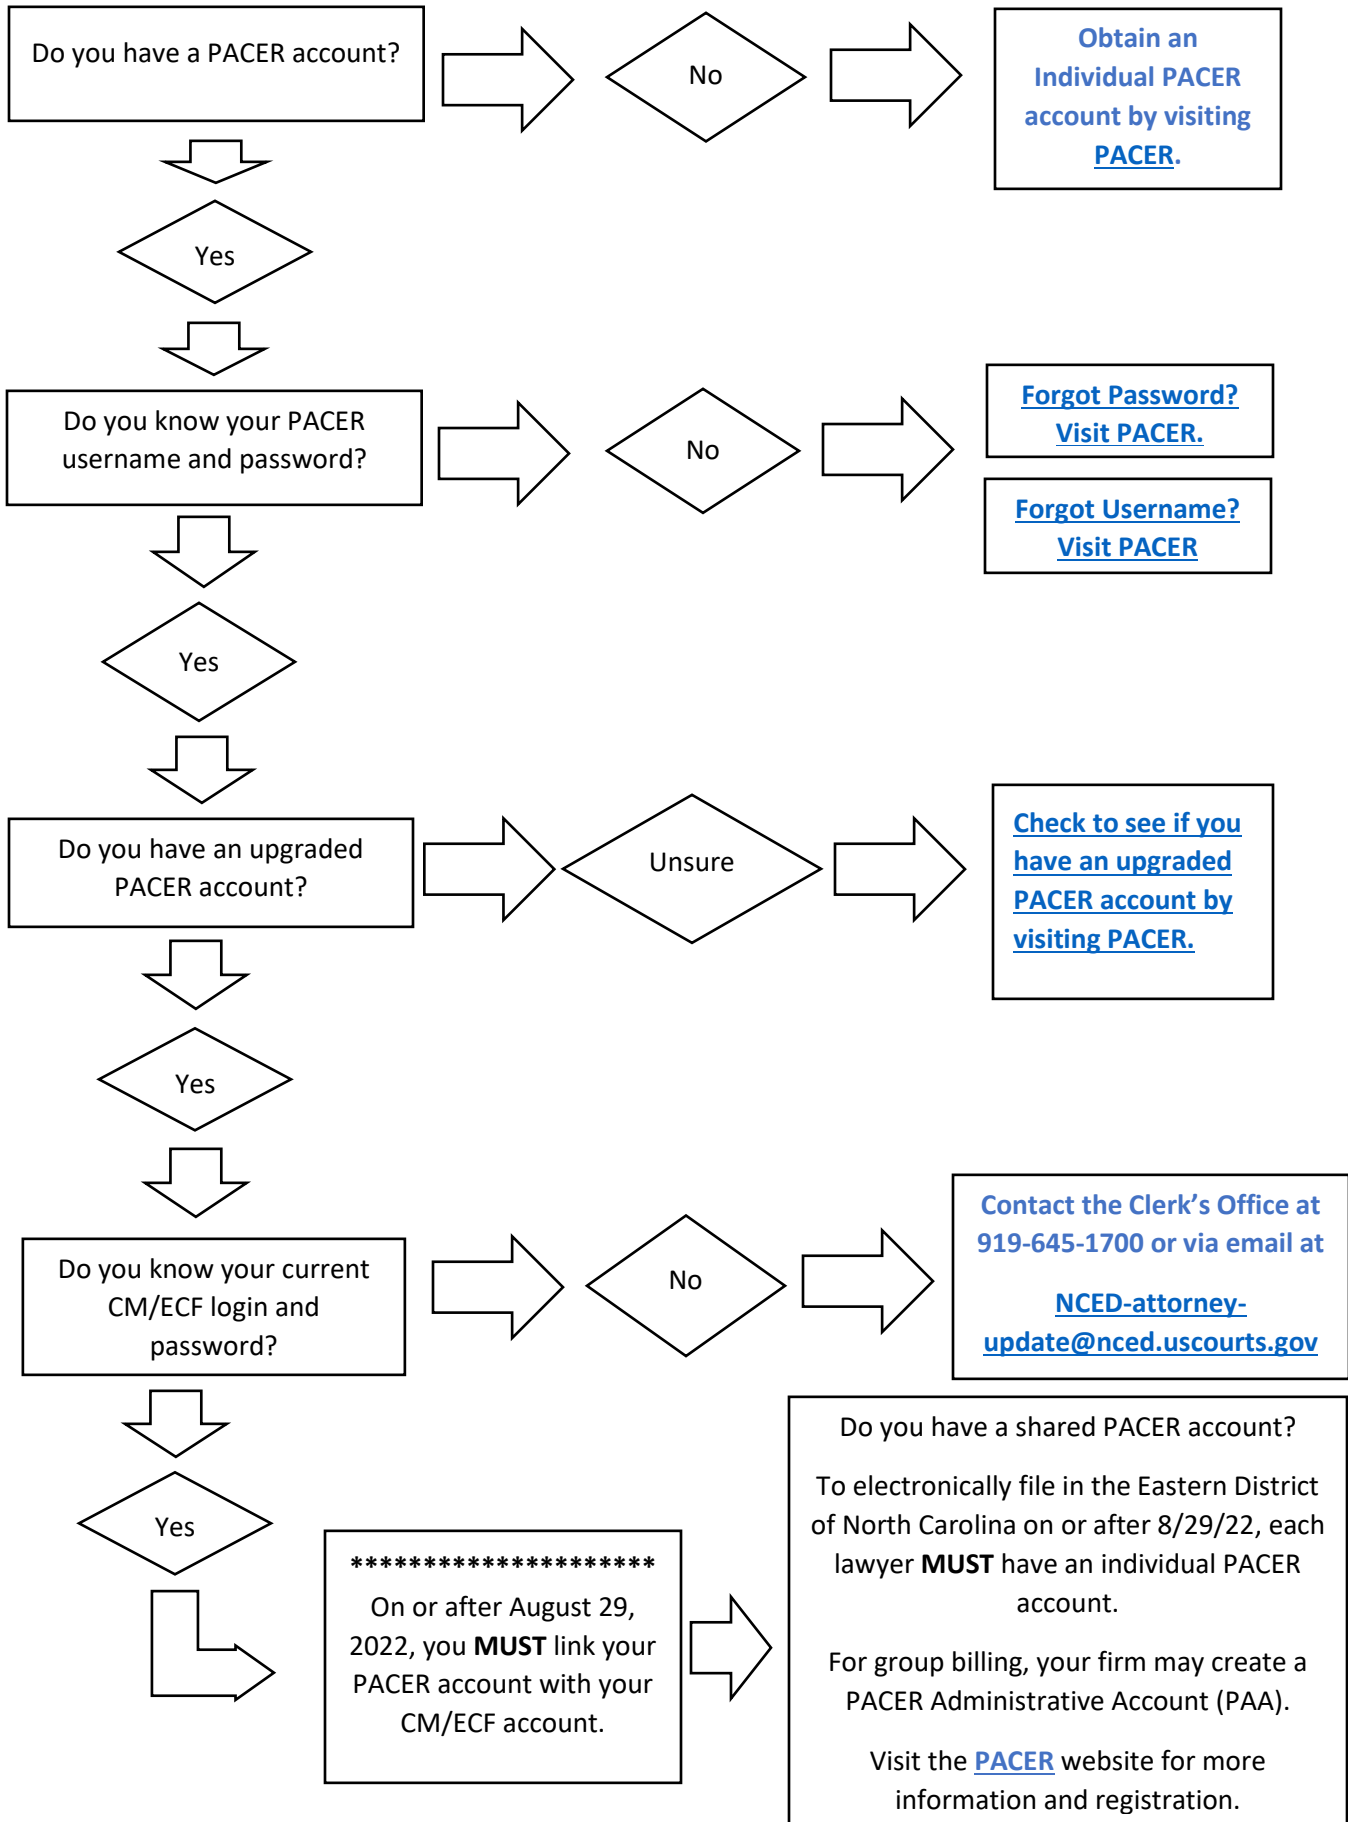 Do you have a PACER account?
No
Obtain an
Individual PACER
account by visiting
PACER.
Yes
Do you know your PACER
username and password?
No
Forgot Password?
Visit PACER.
Forgot Username?
Visit PACER
Yes
Do you have an upgraded
PACER account?
Unsure
Check to see if you
have an upgraded
PACER account by
visiting PACER.
Yes
Do you know your current
CM/ECF login and
password?
No
Contact the Clerk’s Office at
919-645-1700 or via email at
NCED-attorney-
update@nced.uscourts.gov
Yes
*********************
On or after August 29,
2022, you MUST link your
PACER account with your
CM/ECF account.
Do you have a shared PACER account?
To electronically file in the Eastern District
of North Carolina on or after 8/29/22, each
lawyer MUST have an individual PACER
account.
For group billing, your firm may create a
PACER Administrative Account (PAA).
Visit the PACER website for more
information and registration.